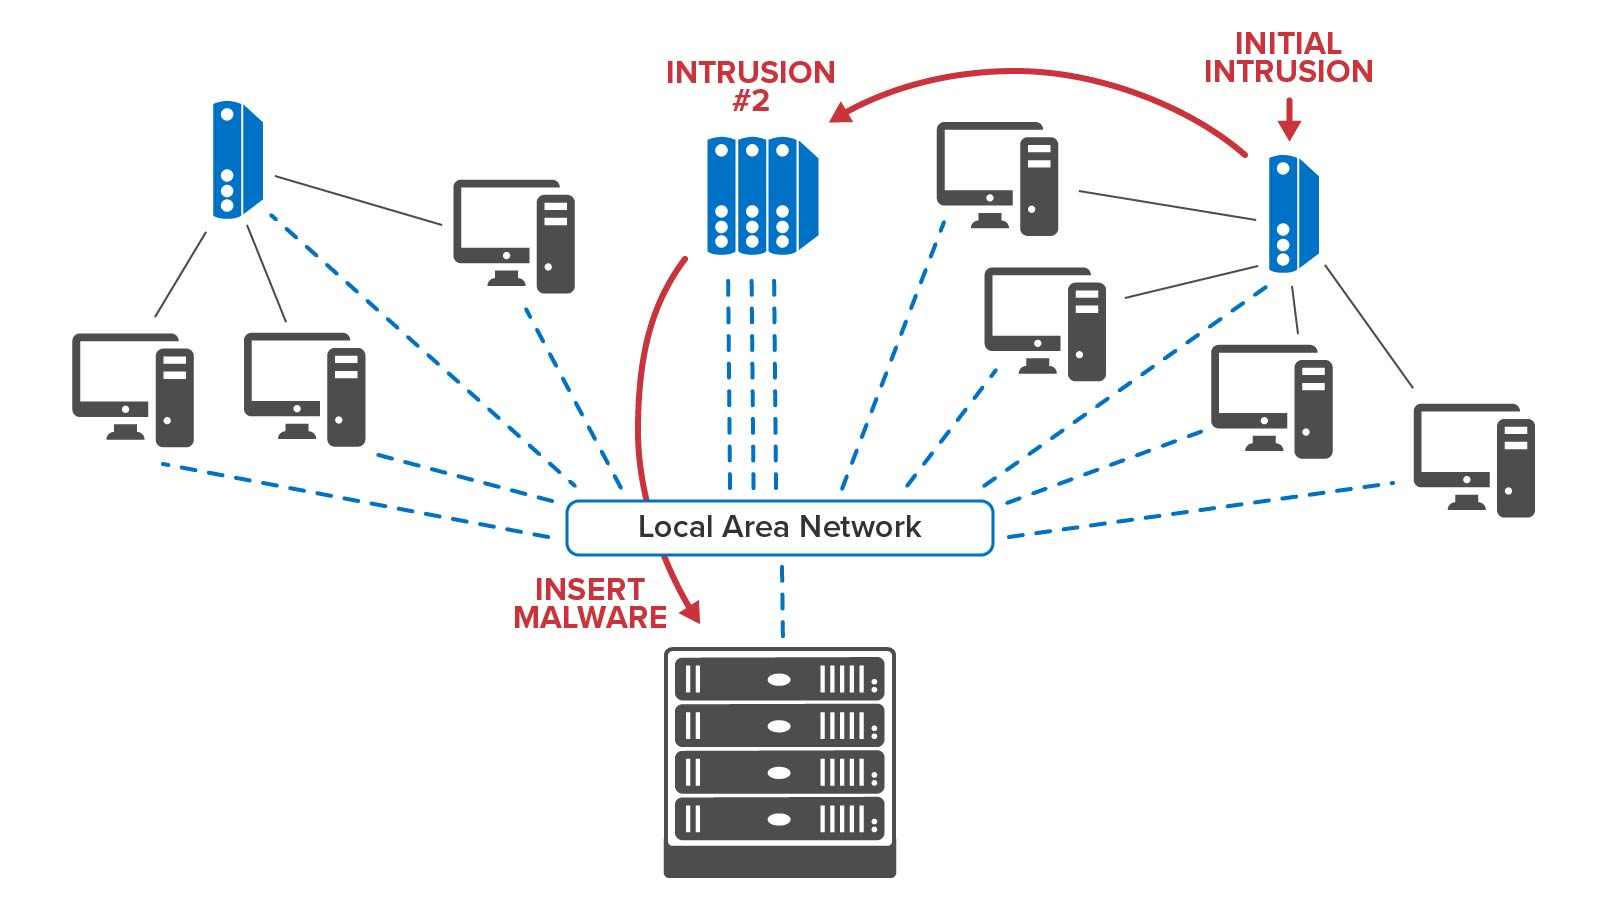 INITIAL
INTRUSION
INTRUSION
#2
Local Area Network
INSERT
MALWARE